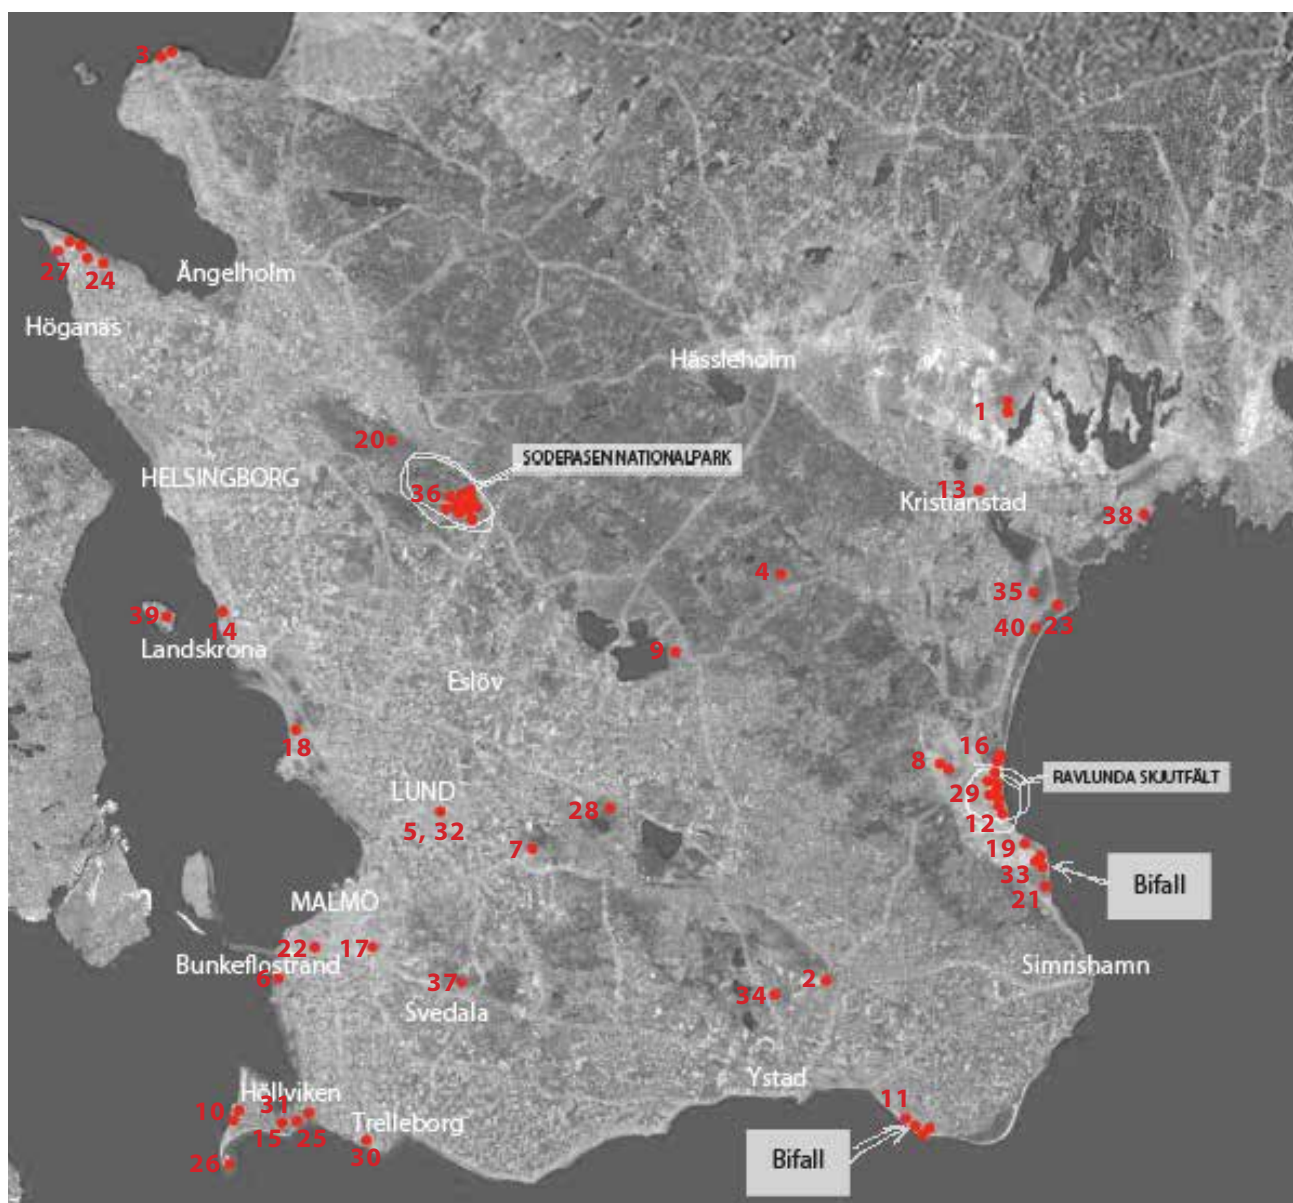 3
27
24
Ängelholm
Höganäs
Hässleholm
1
20
SODERASEN NATIONALPARK
HELSINGBORG
36
13
Kristianstad
38
4
35
39
14
40
23
Landskrona
9
Eslöv
18
16
8
RAVLUNDA SKJUTFÄLT
LUND
29
28
5, 32
12
7
19
33
Bifall
21
MALMÖ
22
17
Bunkeflostrand
6
37
2
Simrishamn
34
Svedala
Ystad
Höllviken
10
31
11
15
25
Trelleborg
30
26
Bifall